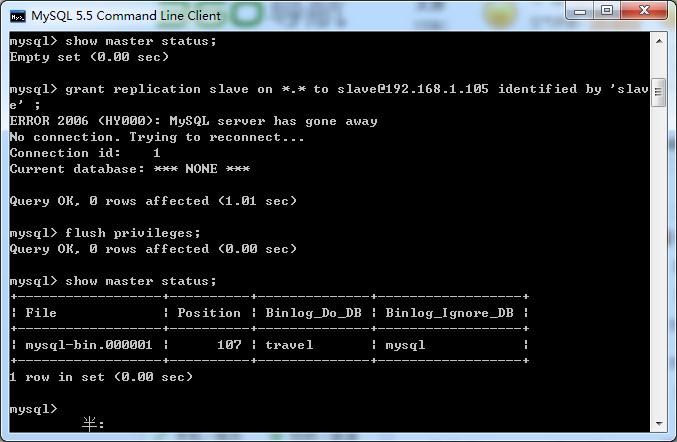 MySQL 5.5 Command Line Client
mysql> show master status;
Empty set (0.00 sec)
mysql> grant replication slave on *.* to slave@192.168.1.105 identified by 'slav
e' ;
ERROR 2006 (HY000): MySQL server has gone away
No connection. Trying to reconnect...
Connection id:    1
Current database: *** NONE ***
Query OK, 0 rows affected (1.01 sec)
mysql> flush privileges;
Query OK, 0 rows affected (0.00 sec)
mysql> show master status;
+------------------+----------+--------------+------------------+
| File             | Position | Binlog_Do_DB | Binlog_Ignore_DB |
+------------------+----------+--------------+------------------+
| mysql-bin.000001 |      107 | travel       | mysql            |
+------------------+----------+--------------+------------------+
1 row in set (0.00 sec)
mysql>
半: